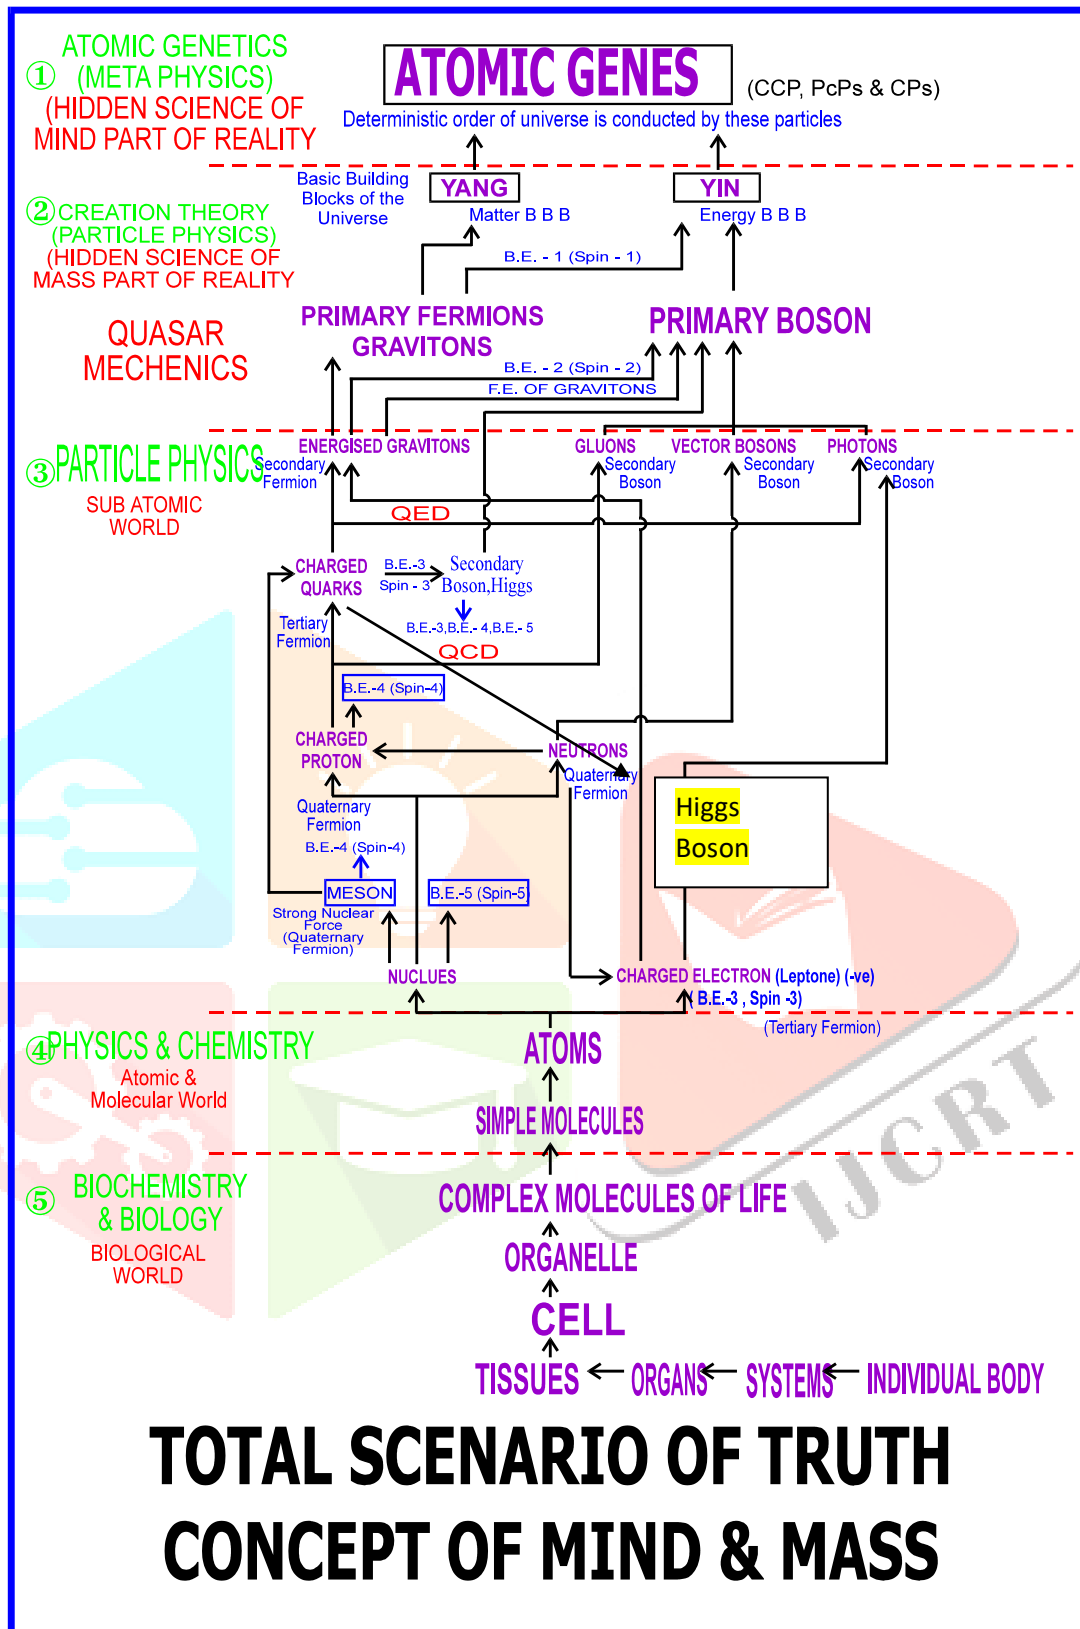 ATOMIC GENETICS
① (META PHYSICS)
(HIDDEN SCIENCE OF
MIND PART OF REALITY
ATOMIC GENES
(CCP, PcPs & CPs)
Deterministic order of universe is conducted by these particles
Basic Building
Blocks of the
Universe
YANG
YIN
Matter B B B
Energy B B B
② CREATION THEORY
(PARTICLE PHYSICS)
(HIDDEN SCIENCE OF
MASS PART OF REALITY
B.E. - 1 (Spin - 1)
QUASAR
MECHENICS
PRIMARY FERMIONS
GRAVITONS
PRIMARY BOSON
B.E. - 2 (Spin - 2)
F.E. OF GRAVITONS
③ PARTICLE PHYSICS
SUB ATOMIC
WORLD
ENERGISED GRAVITONS
Secondary
Fermion
GLUONS
Secondary
Boson
VECTOR BOSONS
Secondary
Boson
PHOTONS
Secondary
Boson
QED
CHARGED
QUARKS
B.E.-3
Spin - 3
Secondary
Boson,Higgs
Tertiary
Fermion
B.E.-3,B.E.- 4,B.E.- 5
QCD
B.E.-4 (Spin-4)
CHARGED
PROTON
NEUTRONS
Quaternary
Fermion
Quaternary
Fermion
Higgs
Boson
B.E.-4 (Spin-4)
MESON
B.E.-5 (Spin-5)
Strong Nuclear
Force
(Quaternary
Fermion)
NUCLUES
CHARGED ELECTRON (Leptone) (-ve)
( B.E.-3 , Spin -3)
(Tertiary Fermion)
④ PHYSICS & CHEMISTRY
Atomic &
Molecular World
ATOMS
SIMPLE MOLECULES
⑤ BIOCHEMISTRY
& BIOLOGY
BIOLOGICAL
WORLD
COMPLEX MOLECULES OF LIFE
ORGANELLE
CELL
TISSUES
ORGANS
SYSTEMS
INDIVIDUAL BODY
IJCRT
TOTAL SCENARIO OF TRUTH
CONCEPT OF MIND & MASS